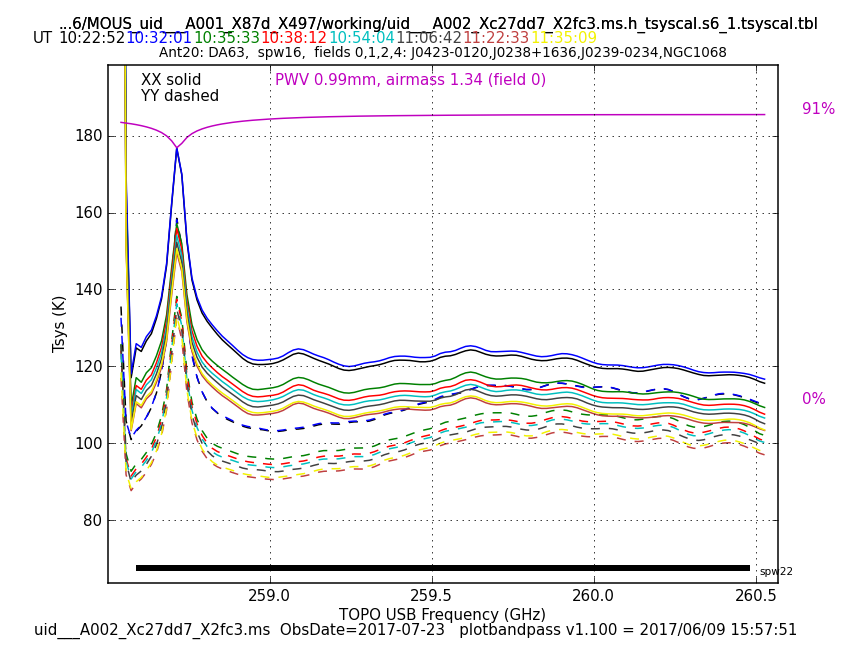 ...6/MOUS_uid___A001_X87d_X497/working/uid___A002_Xc27dd7_X2fc3.ms.h_tsyscal.s6_1.tsyscal.tbl
UT 10:22:52 10:32:01 10:35:33 10:38:12 10:54:04 11:06:42 11:22:33 11:35:09
Ant20: DA63, spw16, fields 0,1,2,4: J0423-0120,J0238+1636,J0239-0234,NGC1068
XX solid
PWV 0.99mm, airmass 1.34 (field 0)
YY dashed
91%
180
160
140
120
100
80
Tsys (K)
0%
spw22
259.0 259.5 260.0 260.5
TOPO USB Frequency (GHz)
uid___A002_Xc27dd7_X2fc3.ms ObsDate=2017-07-23 plotbandpass v1.100 = 2017/06/09 15:57:51